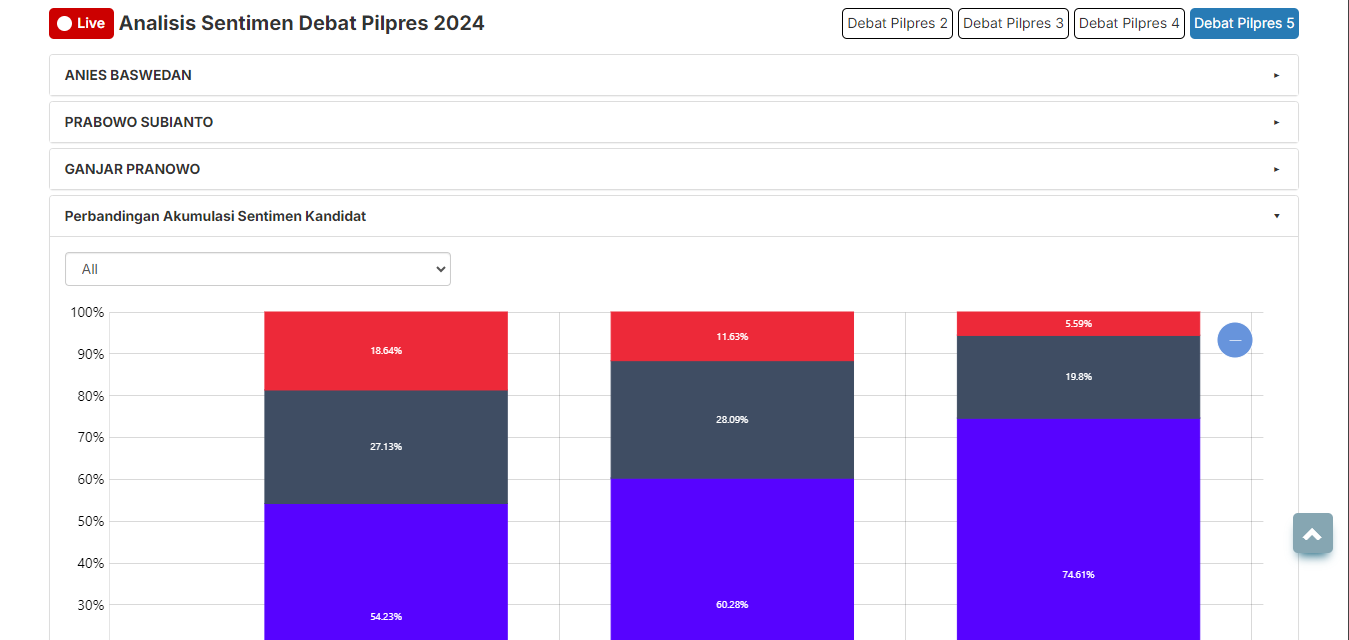 Live Analisis Sentimen Debat Pilpres 2024 Debat Pilpres 2 Debat Pilpres 3 Debat Pilpres 4 Debat Pilpres 5
ANIES BASWEDAN
PRABOWO SUBIANTO
GANJAR PRANOWO
Perbandingan Akumulasi Sentimen Kandidat
All
100%
90%
80%
70%
60%
50%
40%
30%
18.64%
27.13%
54.23%
11.63%
28.09%
60.28%
5.59%
19.8%
74.61%